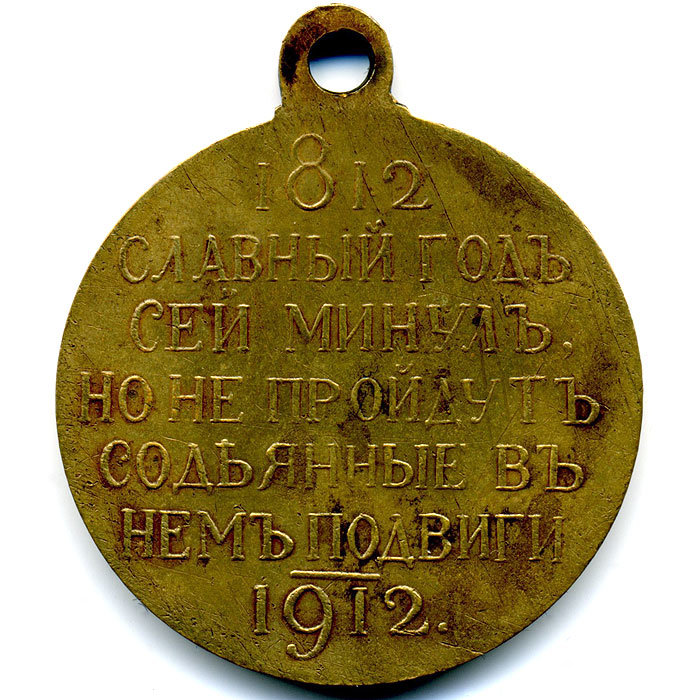 1812
СЛАВНЫЙ ГОДЪ
СЕЙ МИНУЛЪ,
НО НЕ ПРОЙДУТЪ
СОДѢЯННЫЕ ВЪ
НЕМЪ ПОДВИГИ
1912.